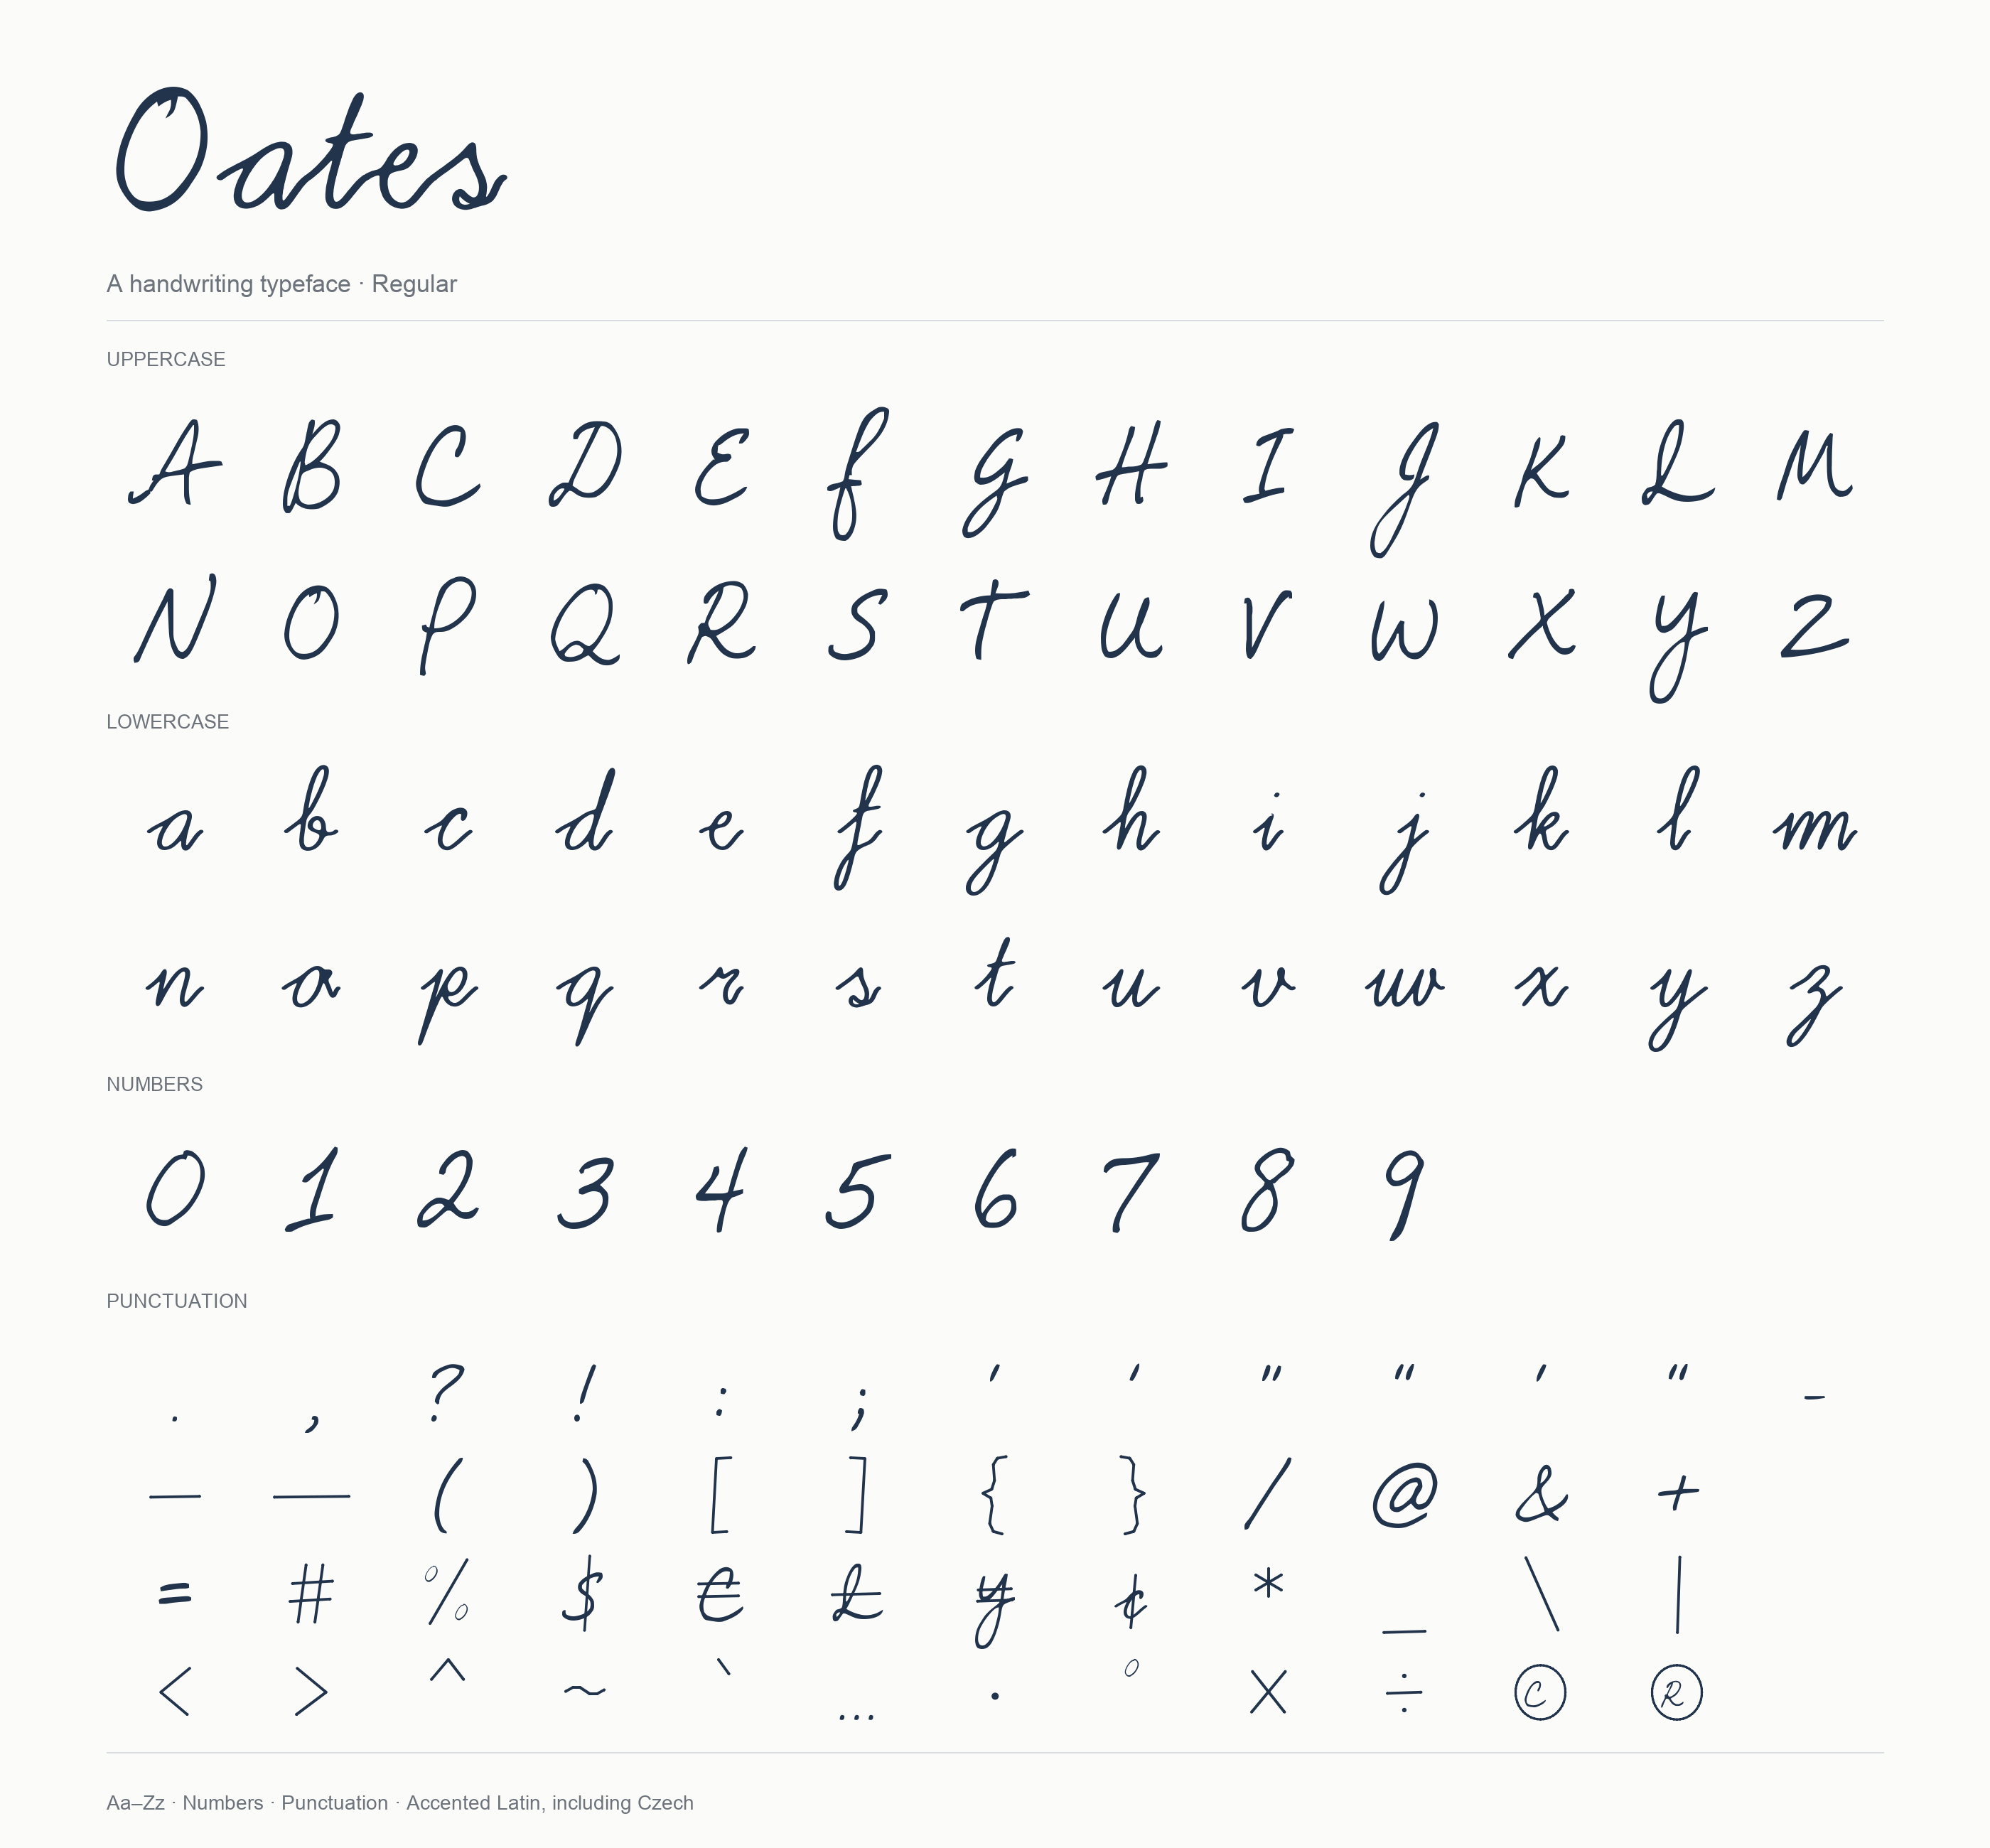 Oates
A handwriting typeface · Regular
UPPERCASE
A B C D E F G H I J K L M
N O P Q R S T U V W X Y Z
LOWERCASE
a b c d e f g h i j k l m
n o p q r s t u v w x y z
NUMBERS
0 1 2 3 4 5 6 7 8 9
PUNCTUATION
. , ? ! : ; ' ' " “ ' “ -
– — ( ) [ ] { } / @ & +
= # % $ € £ ¥ ¢ * _ \ |
< > ^ ~ ` … · ° × ÷ © ®
Aa–Zz · Numbers · Punctuation · Accented Latin, including Czech